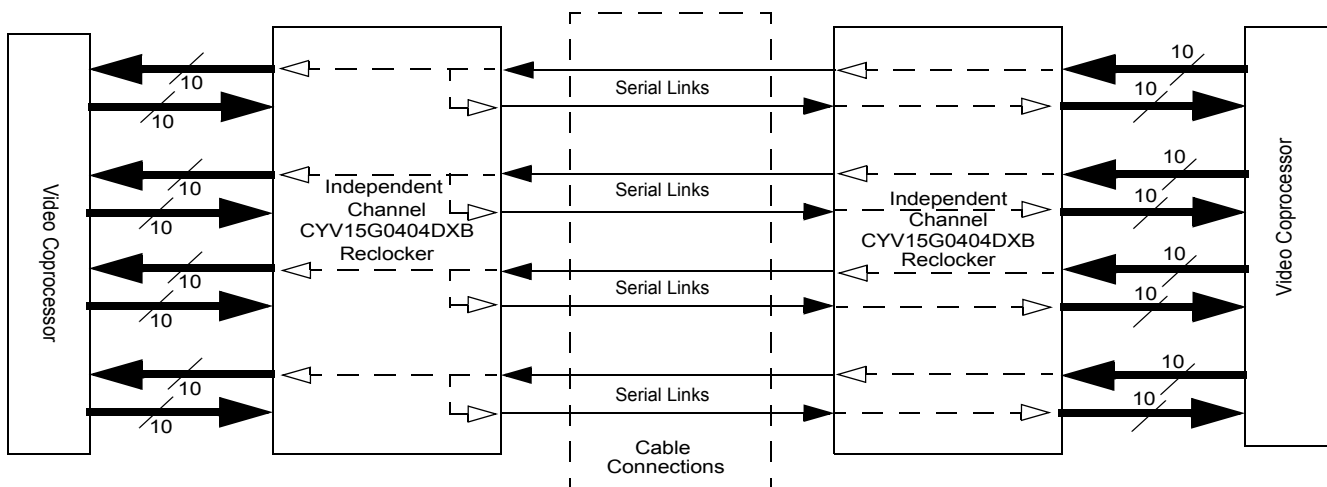 Video Coprocessor
10
10
10
10
10
10
10
10
Independent
Channel
CYV15G0404DXB
Reclocker
Serial Links
Serial Links
Serial Links
Serial Links
Cable
Connections
Independent
Channel
CYV15G0404DXB
Reclocker
10
10
10
10
10
10
10
10
Video Coprocessor